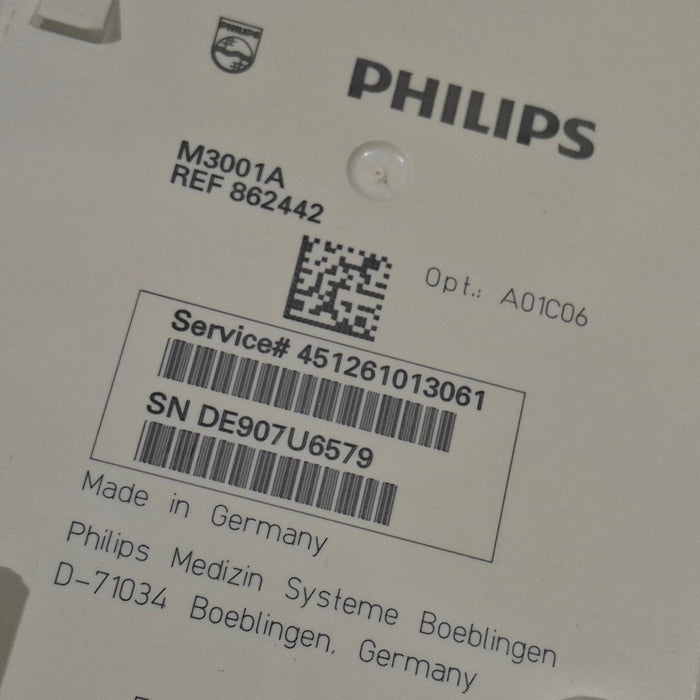 PHILIPS
PHILIPS
M3001A
REF 862442
Opt.: A01C06
Service# 451261013061
SN DE907U6579
Made in Germany
Philips Medizin Systeme Boeblingen
D-71034 Boeblingen, Germany